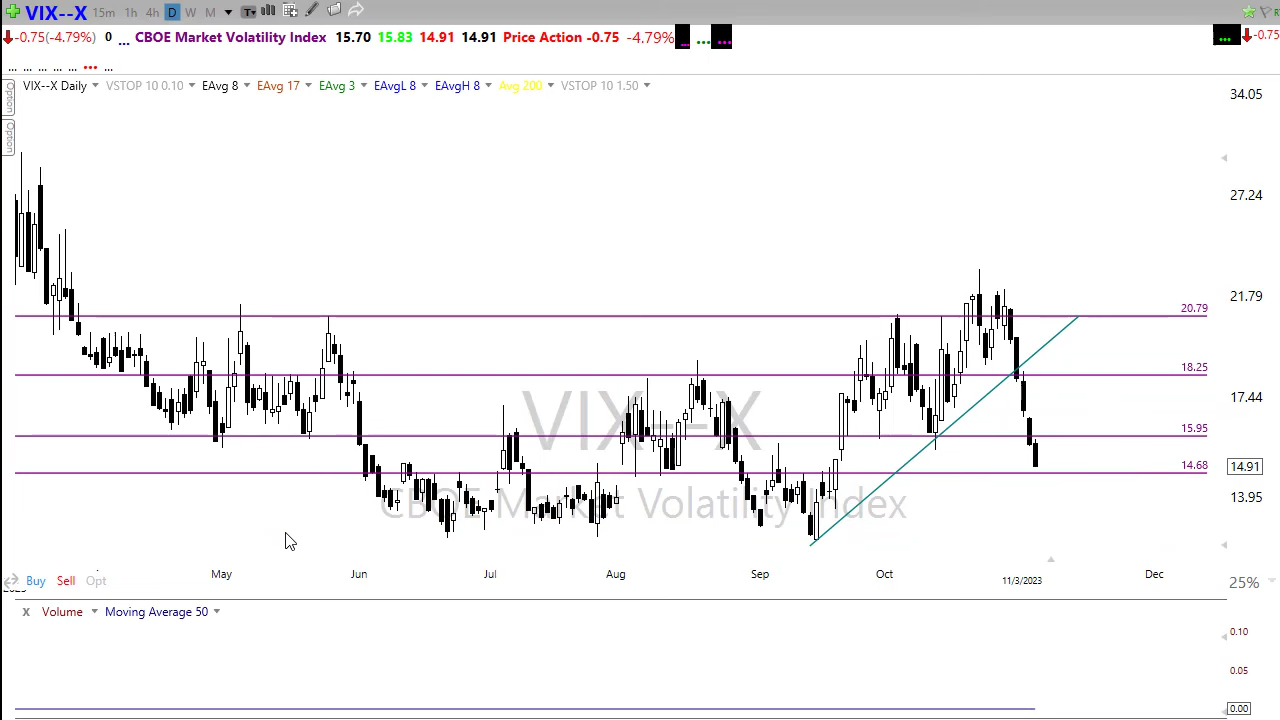 VIX--X 15m 1h 4h D W M T
-0.75(-4.79%) 0 ... CBOE Market Volatility Index 15.70 15.83 14.91 14.91 Price Action -0.75 -4.79% ... ... ... -0.75
... ... ... ... ... ... ...
VIX--X Daily VSTOP 10 0.10 EAvg 8 EAvg 17 EAvg 3 EAvgL 8 EAvgH 8 Avg 200 VSTOP 10 1.50
Option
Option
34.05
27.24
21.79
20.79
18.25
17.44
VIX--X
15.95
14.68
14.91
13.95
CBOE Market Volatility Index
May Jun Jul Aug Sep Oct 11/3/2023 Dec
Buy Sell Opt 25%
X Volume Moving Average 50
0.10
0.05
0.00